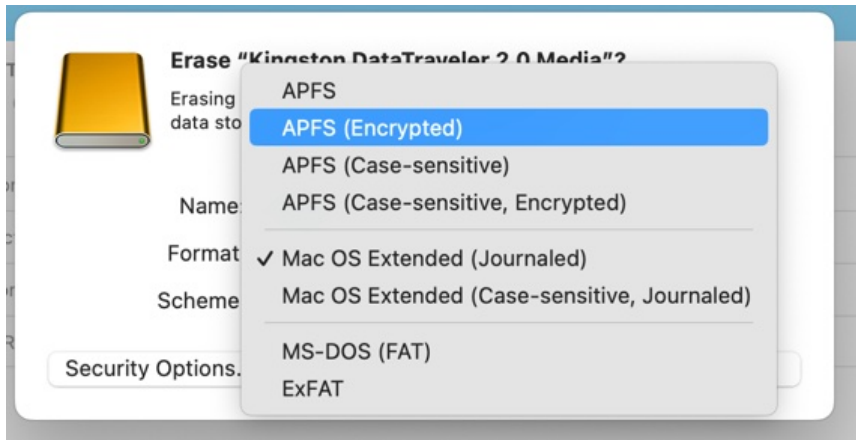 Erase “Kingston DataTraveler 2.0 Media”?
Erasing
data sto
APFS
APFS (Encrypted)
APFS (Case-sensitive)
APFS (Case-sensitive, Encrypted)
Name:
Format
✓ Mac OS Extended (Journaled)
Scheme
Mac OS Extended (Case-sensitive, Journaled)
MS-DOS (FAT)
Security Options.
ExFAT